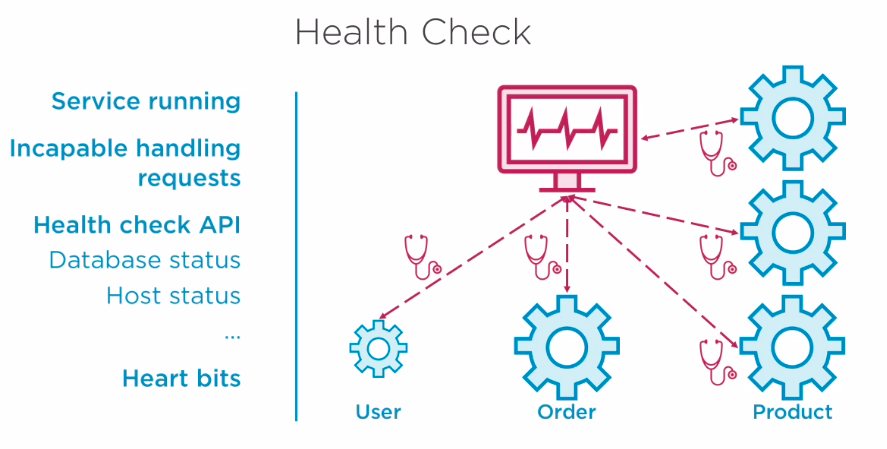 Health Check
Service running
Incapable handling
requests
Health check API
Database status
Host status
...
Heart bits
User
Order
Product